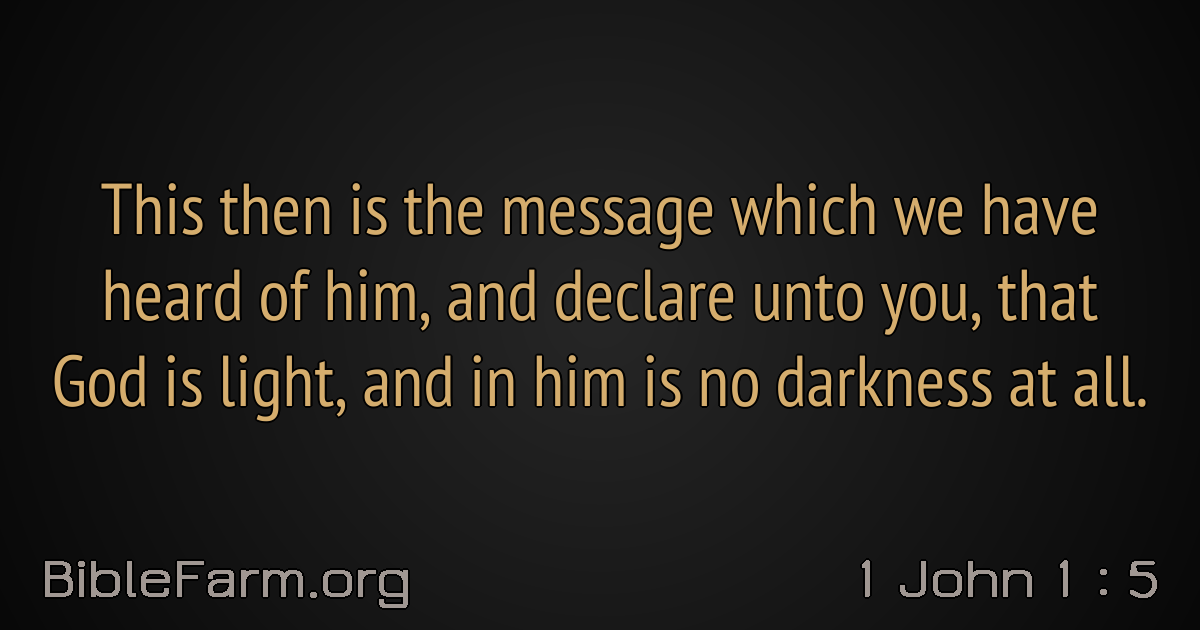 This then is the message which we have
heard of him, and declare unto you, that
God is light, and in him is no darkness at all.
BibleFarm.org
1 John 1 : 5